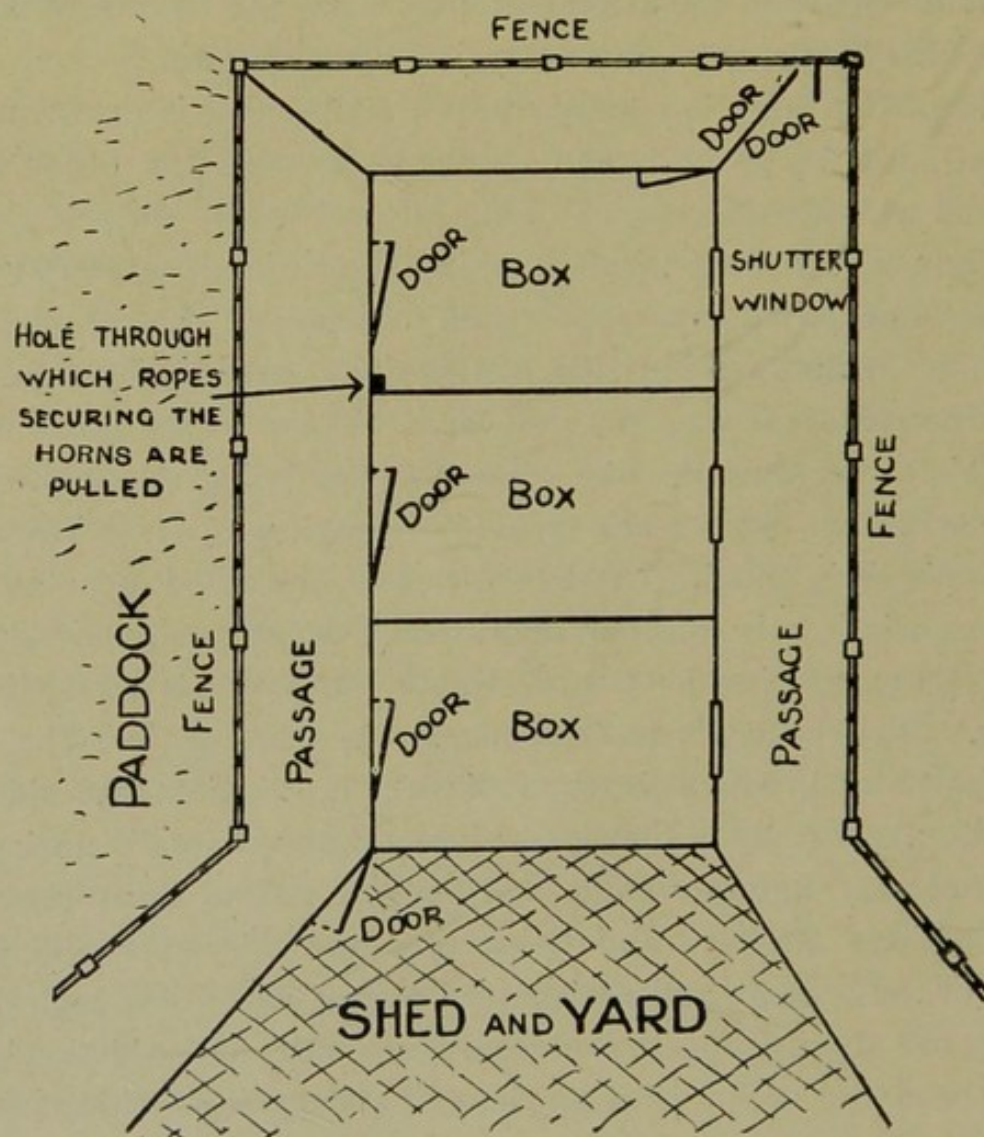 FENCE
DOOR
DOOR
DOOR
BOX
SHUTTER
WINDOW
HOLE THROUGH
WHICH ROPES
SECURING THE
HORNS ARE
PULLED
DOOR
BOX
FENCE
PADDOCK
FENCE
PASSAGE
DOOR
BOX
PASSAGE
DOOR
SHED AND YARD